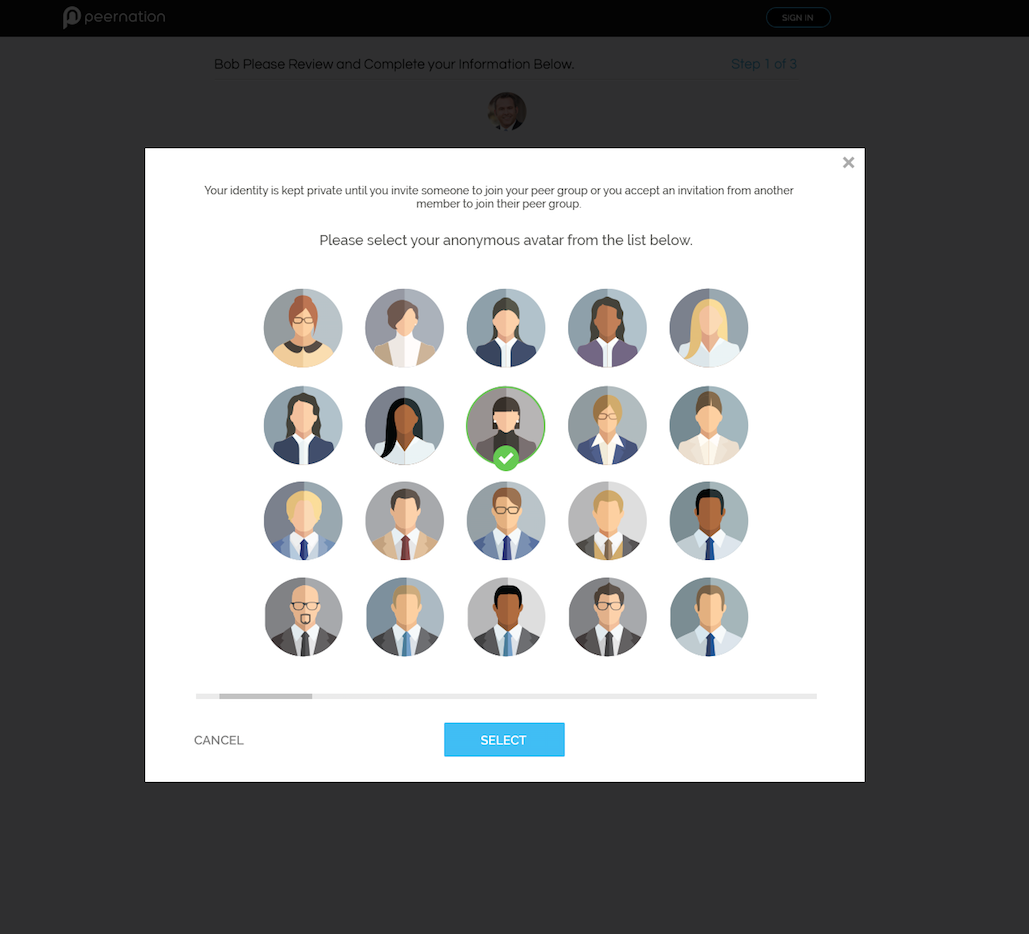 peernation
SIGN IN
Bob Please Review and Complete your Information Below.
Step 1 of 3
Your identity is kept private until you invite someone to join your peer group or you accept an invitation from another
member to join their peer group.
Please select your anonymous avatar from the list below.
CANCEL
SELECT